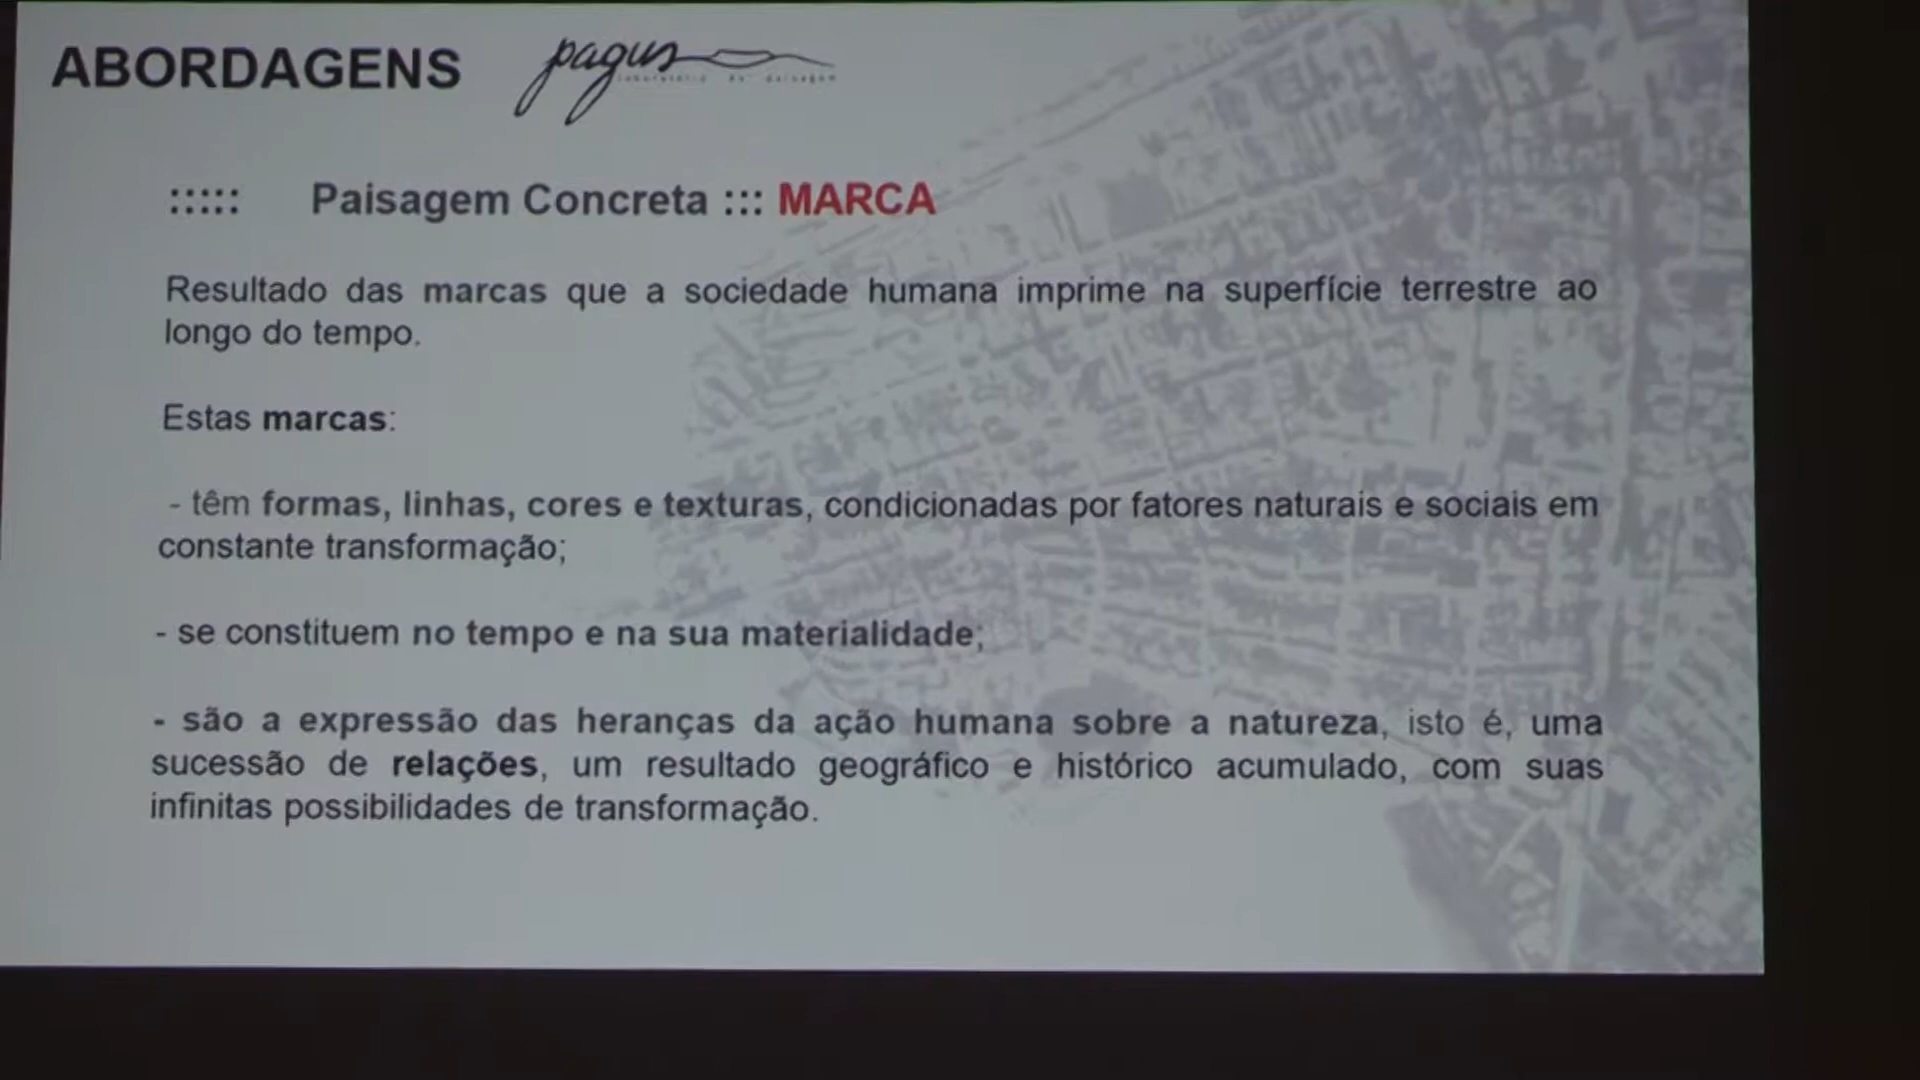 ABORDAGENS
pagus
laboratório da paisagem
::::: Paisagem Concreta ::: MARCA
Resultado das marcas que a sociedade humana imprime na superfície terrestre ao
longo do tempo.
Estas marcas:
- têm formas, linhas, cores e texturas, condicionadas por fatores naturais e sociais em
constante transformação;
- se constituem no tempo e na sua materialidade;
- são a expressão das heranças da ação humana sobre a natureza, isto é, uma
sucessão de relações, um resultado geográfico e histórico acumulado, com suas
infinitas possibilidades de transformação.